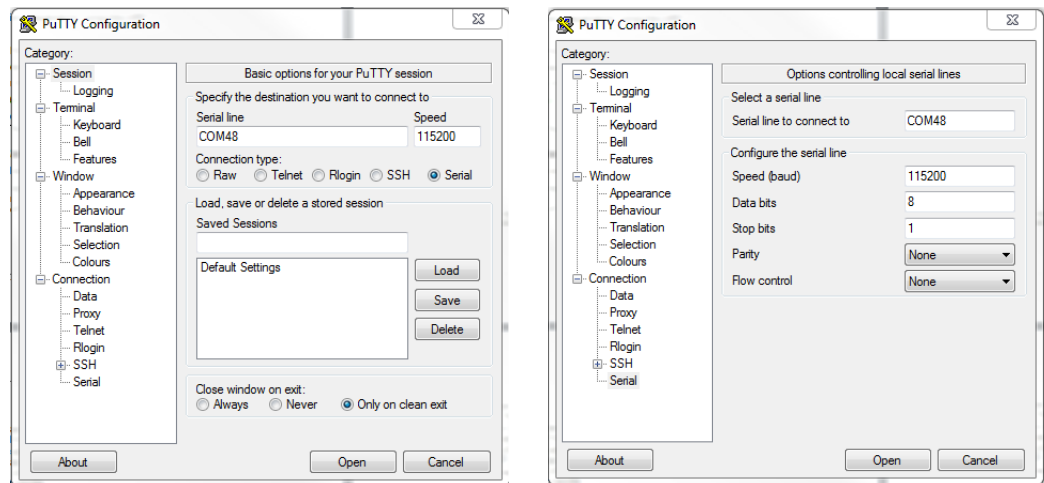 PuTTY Configuration
Category:
Session
Logging
Terminal
Keyboard
Bell
Features
Window
Appearance
Behaviour
Translation
Selection
Colours
Connection
Data
Proxy
Telnet
Rlogin
SSH
Serial
Basic options for your PuTTY session
Specify the destination you want to connect to
Serial line Speed
COM48 115200
Connection type:
Raw Telnet Rlogin SSH Serial
Load, save or delete a stored session
Saved Sessions
Default Settings
Load
Save
Delete
Close window on exit:
Always Never Only on clean exit
About Open Cancel
PuTTY Configuration
Category:
Session
Logging
Terminal
Keyboard
Bell
Features
Window
Appearance
Behaviour
Translation
Selection
Colours
Connection
Data
Proxy
Telnet
Rlogin
SSH
Serial
Options controlling local serial lines
Select a serial line
Serial line to connect to COM48
Configure the serial line
Speed (baud) 115200
Data bits 8
Stop bits 1
Parity None
Flow control None
About Open Cancel